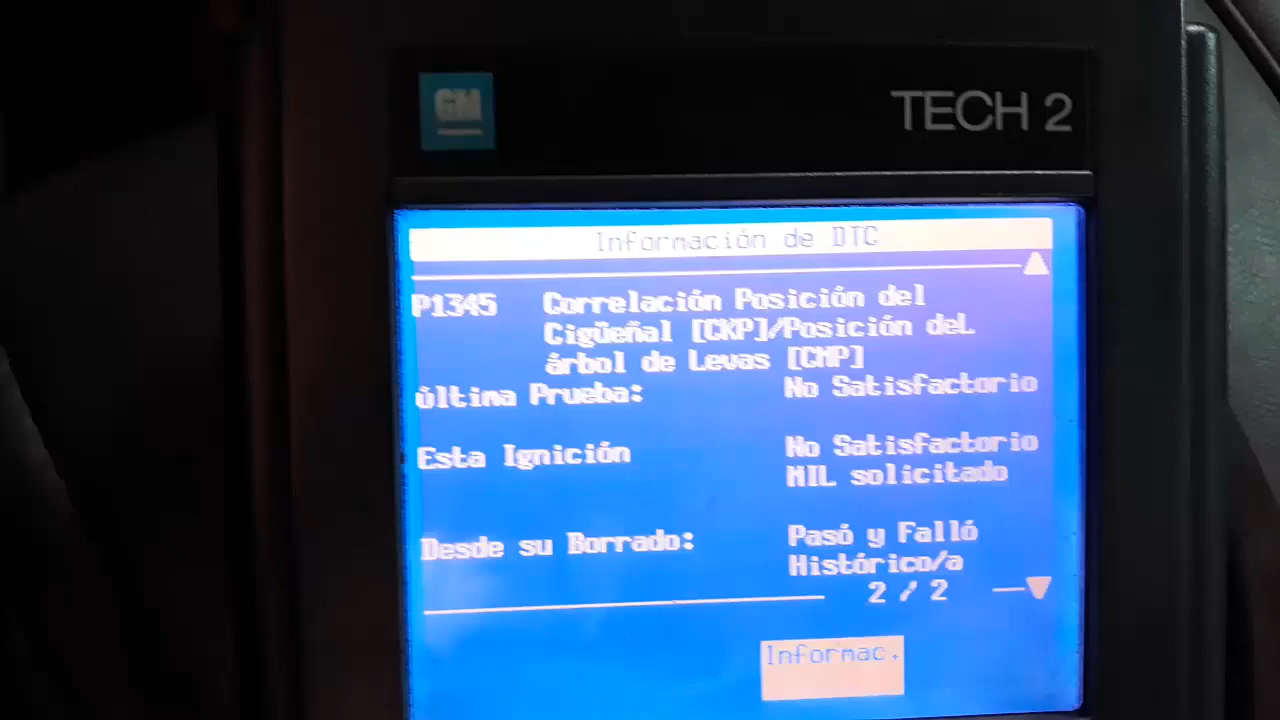 GM
TECH 2
Información de DTC
P1345 Correlación Posición del
Cigüeñal [CKP]/Posición del
árbol de Levas [CMP]
última Prueba: No Satisfactorio
Esta Ignición No Satisfactorio
MIL solicitado
Desde su Borrado: Pasó y Falló
Histórico/a
2 / 2
Informac.